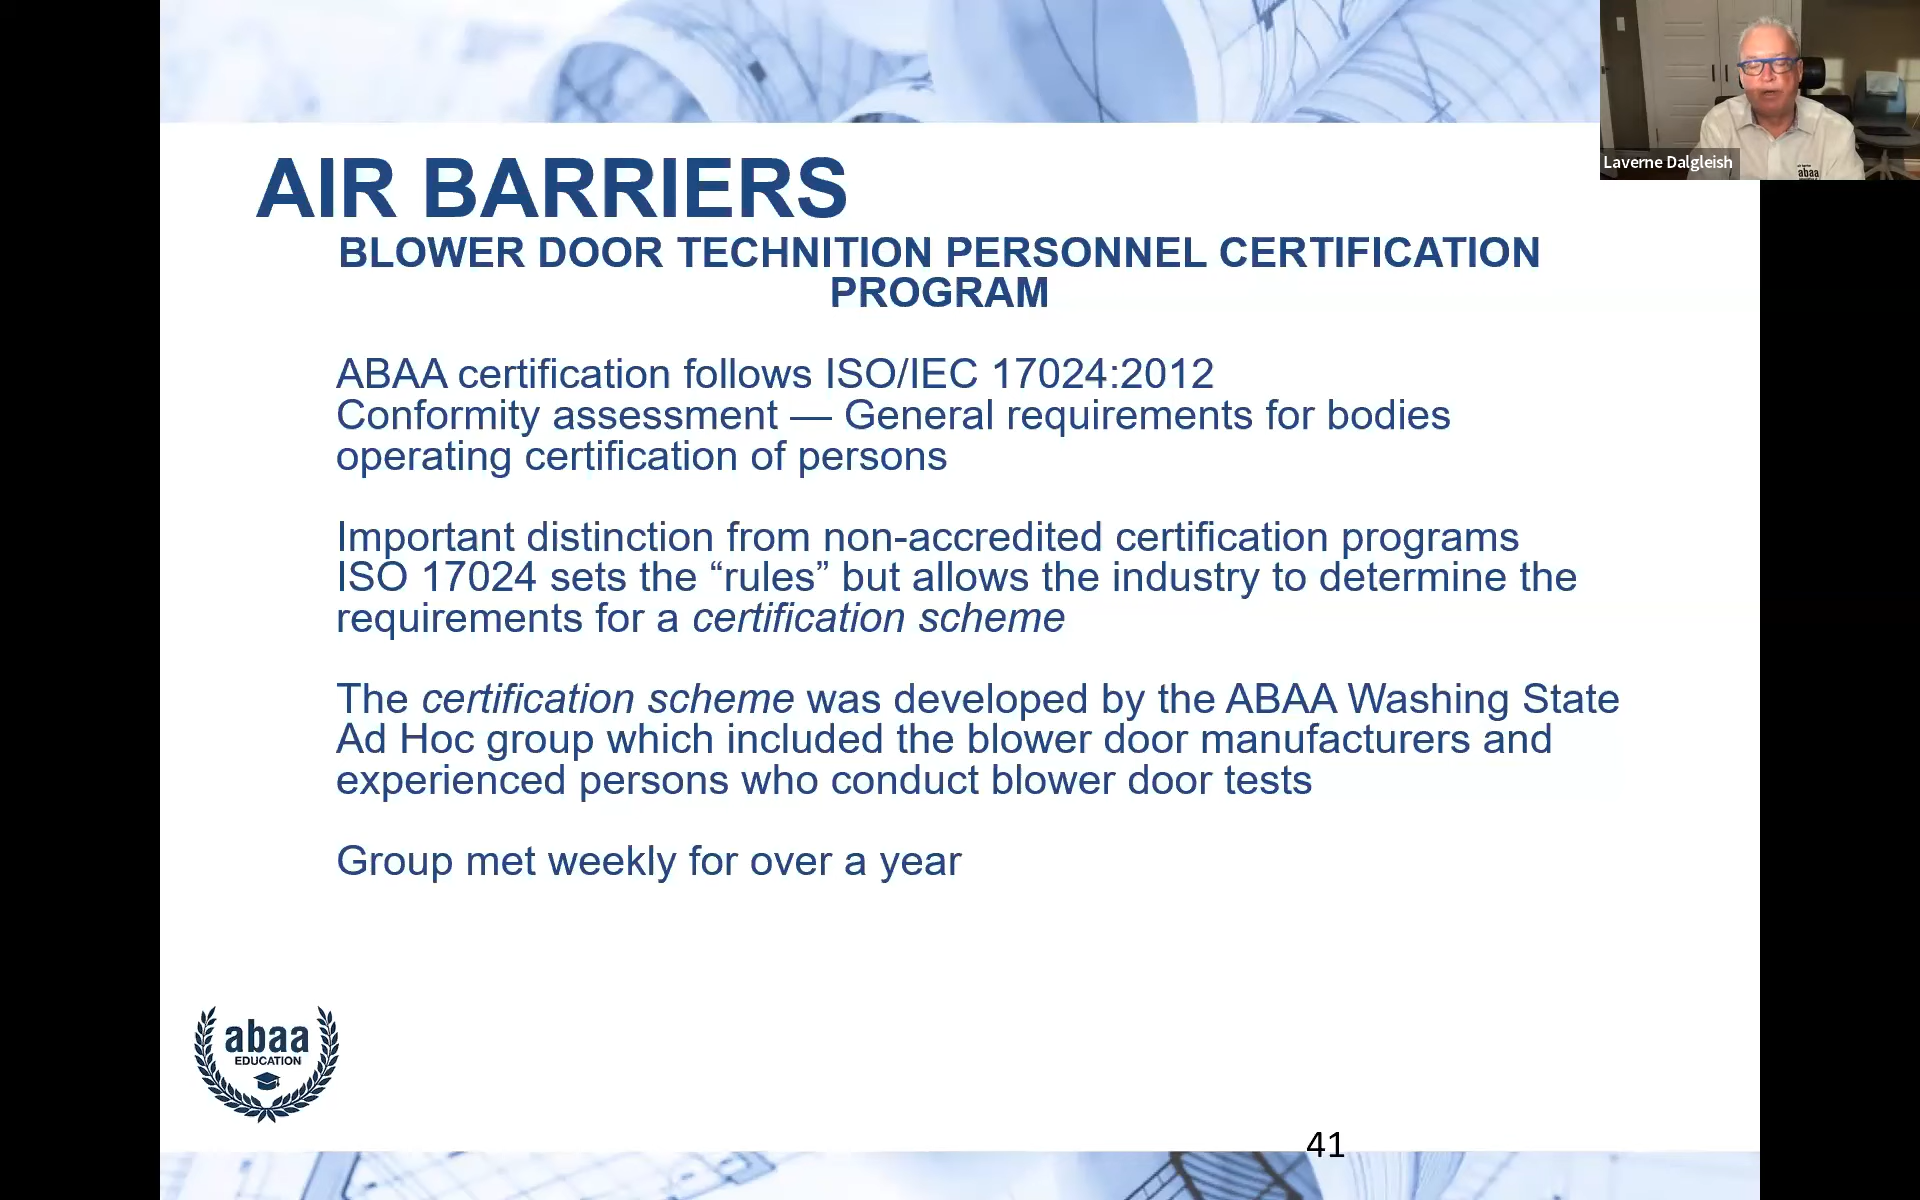 AIR BARRIERS
BLOWER DOOR TECHNITION PERSONNEL CERTIFICATION
PROGRAM
ABAA certification follows ISO/IEC 17024:2012
Conformity assessment — General requirements for bodies
operating certification of persons
Important distinction from non-accredited certification programs
ISO 17024 sets the “rules” but allows the industry to determine the
requirements for a certification scheme
The certification scheme was developed by the ABAA Washing State
Ad Hoc group which included the blower door manufacturers and
experienced persons who conduct blower door tests
Group met weekly for over a year
abaa
EDUCATION
41
Laverne Dalgleish
abaa